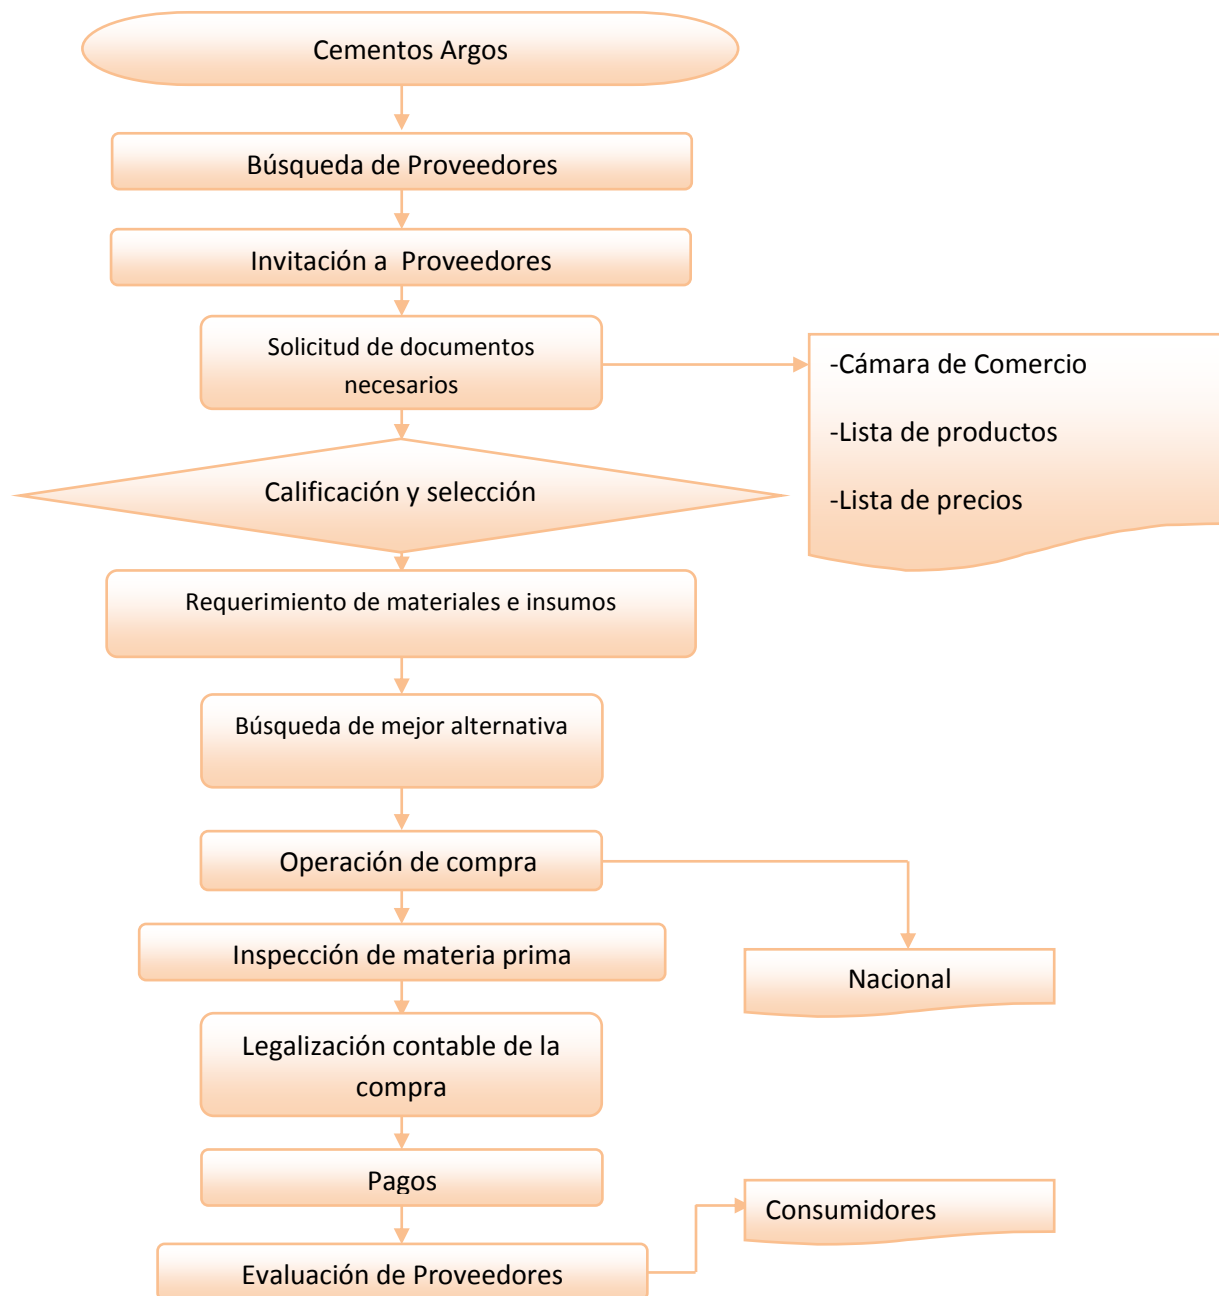 Cementos Argos
Búsqueda de Proveedores
Invitación a  Proveedores
Solicitud de documentos
necesarios
-Cámara de Comercio
-Lista de productos
-Lista de precios
Calificación y selección
Requerimiento de materiales e insumos
Búsqueda de mejor alternativa
Operación de compra
Inspección de materia prima
Nacional
Legalización contable de la
compra
Pagos
Consumidores
Evaluación de Proveedores